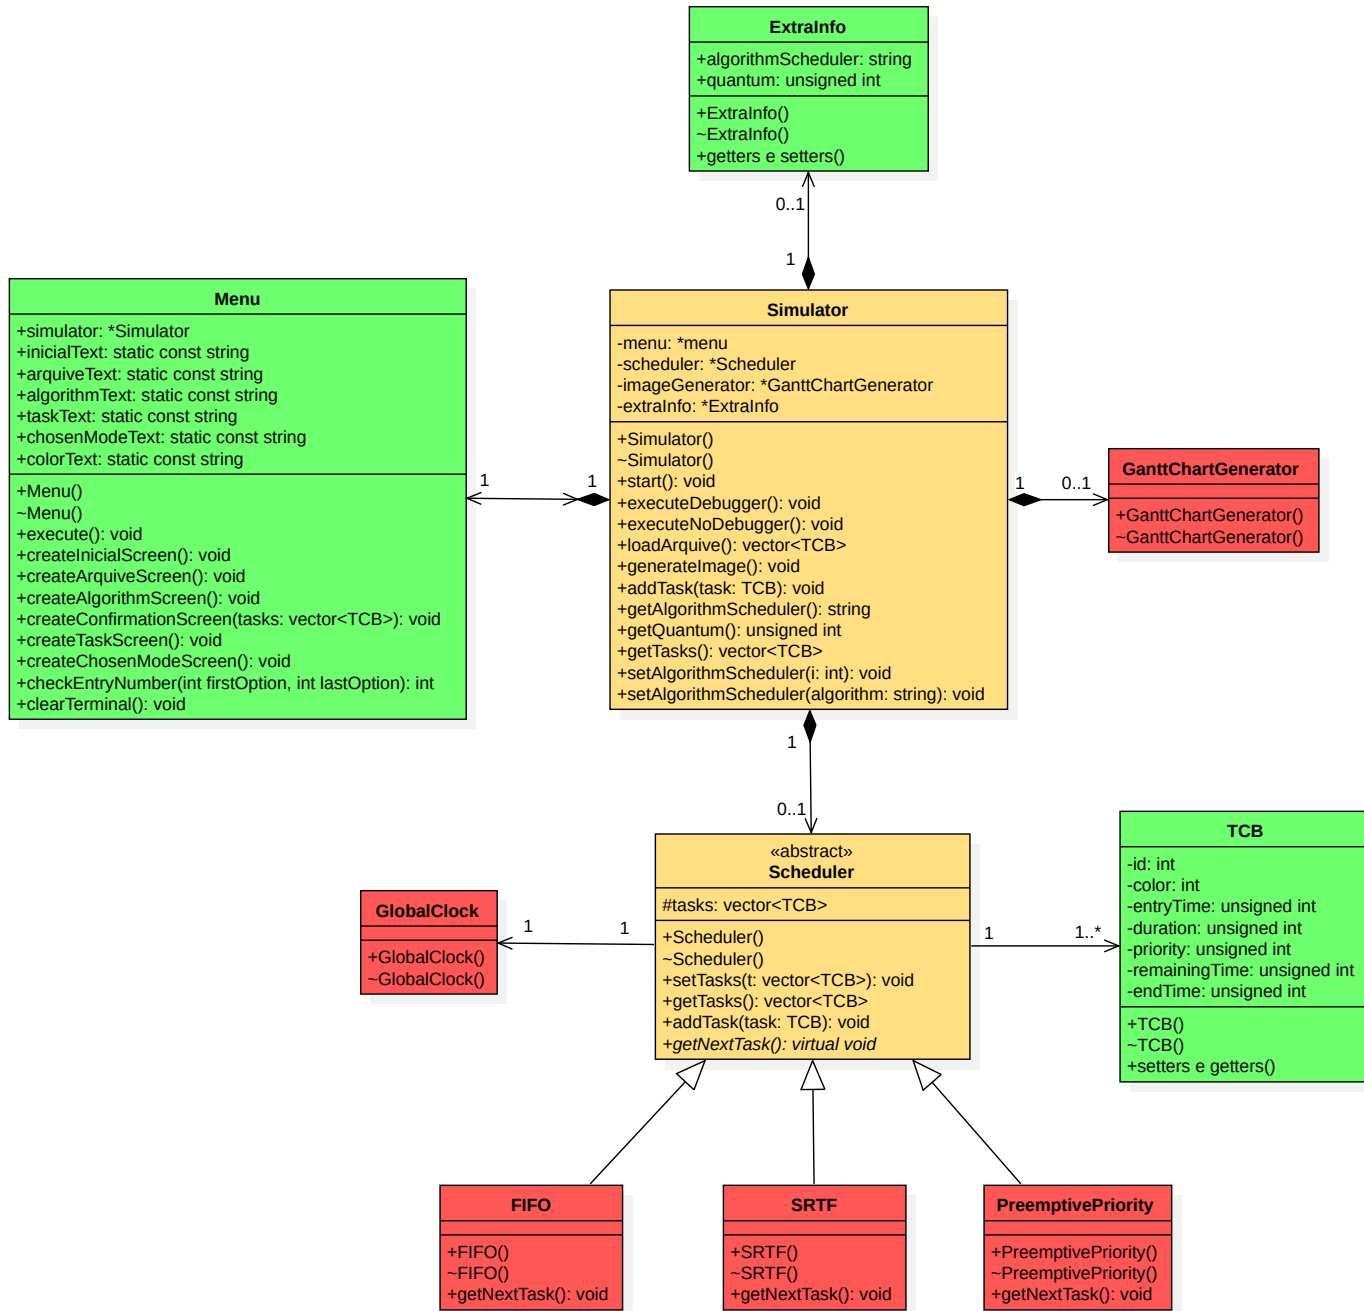 ExtraInfo
+algorithmScheduler: string
+quantum: unsigned int
+ExtraInfo()
~ExtraInfo()
+getters e setters()
0..1
1
Menu
+simulator: *Simulator
+inicialText: static const string
+arquiveText: static const string
+algorithmText: static const string
+taskText: static const string
+chosenModeText: static const string
+colorText: static const string
+Menu()
~Menu()
+execute(): void
+createInicialScreen(): void
+createArquiveScreen(): void
+createAlgorithmScreen(): void
+createConfirmationScreen(tasks: vector<TCB>): void
+createTaskScreen(): void
+createChosenModeScreen(): void
+checkEntryNumber(int firstOption, int lastOption): int
+clearTerminal(): void
1
1
Simulator
-menu: *menu
-scheduler: *Scheduler
-imageGenerator: *GanttChartGenerator
-extraInfo: *ExtraInfo
+Simulator()
~Simulator()
+start(): void
+executeDebugger(): void
+executeNoDebugger(): void
+loadArquive(): vector<TCB>
+generateImage(): void
+addTask(task: TCB): void
+getAlgorithmScheduler(): string
+getQuantum(): unsigned int
+getTasks(): vector<TCB>
+setAlgorithmScheduler(i: int): void
+setAlgorithmScheduler(algorithm: string): void
1
0..1
GanttChartGenerator
+GanttChartGenerator()
~GanttChartGenerator()
1
0..1
«abstract»
Scheduler
#tasks: vector<TCB>
+Scheduler()
~Scheduler()
+setTasks(t: vector<TCB>): void
+getTasks(): vector<TCB>
+addTask(task: TCB): void
+getNextTask(): virtual void
GlobalClock
+GlobalClock()
~GlobalClock()
1
1
1
1..*
TCB
-id: int
-color: int
-entryTime: unsigned int
-duration: unsigned int
-priority: unsigned int
-remainingTime: unsigned int
-endTime: unsigned int
+TCB()
~TCB()
+setters e getters()
FIFO
+FIFO()
~FIFO()
+getNextTask(): void
SRTF
+SRTF()
~SRTF()
+getNextTask(): void
PreemptivePriority
+PreemptivePriority()
~PreemptivePriority()
+getNextTask(): void